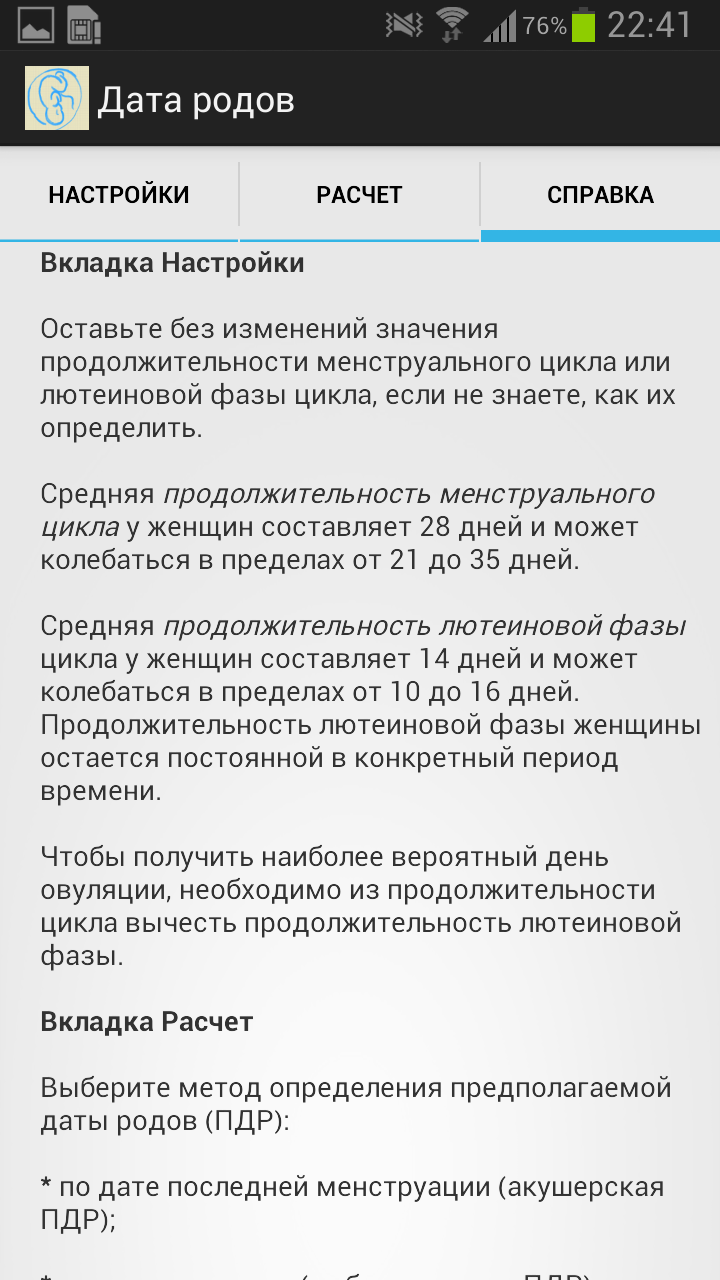 76% 22:41
Дата родов
НАСТРОЙКИ РАСЧЕТ СПРАВКА
Вкладка Настройки
Оставьте без изменений значения
продолжительности менструального цикла или
лютеиновой фазы цикла, если не знаете, как их
определить.
Средняя продолжительность менструального
цикла у женщин составляет 28 дней и может
колебаться в пределах от 21 до 35 дней.
Средняя продолжительность лютеиновой фазы
цикла у женщин составляет 14 дней и может
колебаться в пределах от 10 до 16 дней.
Продолжительность лютеиновой фазы женщины
остается постоянной в конкретный период
времени.
Чтобы получить наиболее вероятный день
овуляции, необходимо из продолжительности
цикла вычесть продолжительность лютеиновой
фазы.
Вкладка Расчет
Выберите метод определения предполагаемой
даты родов (ПДР):
* по дате последней менструации (акушерская
ПДР);